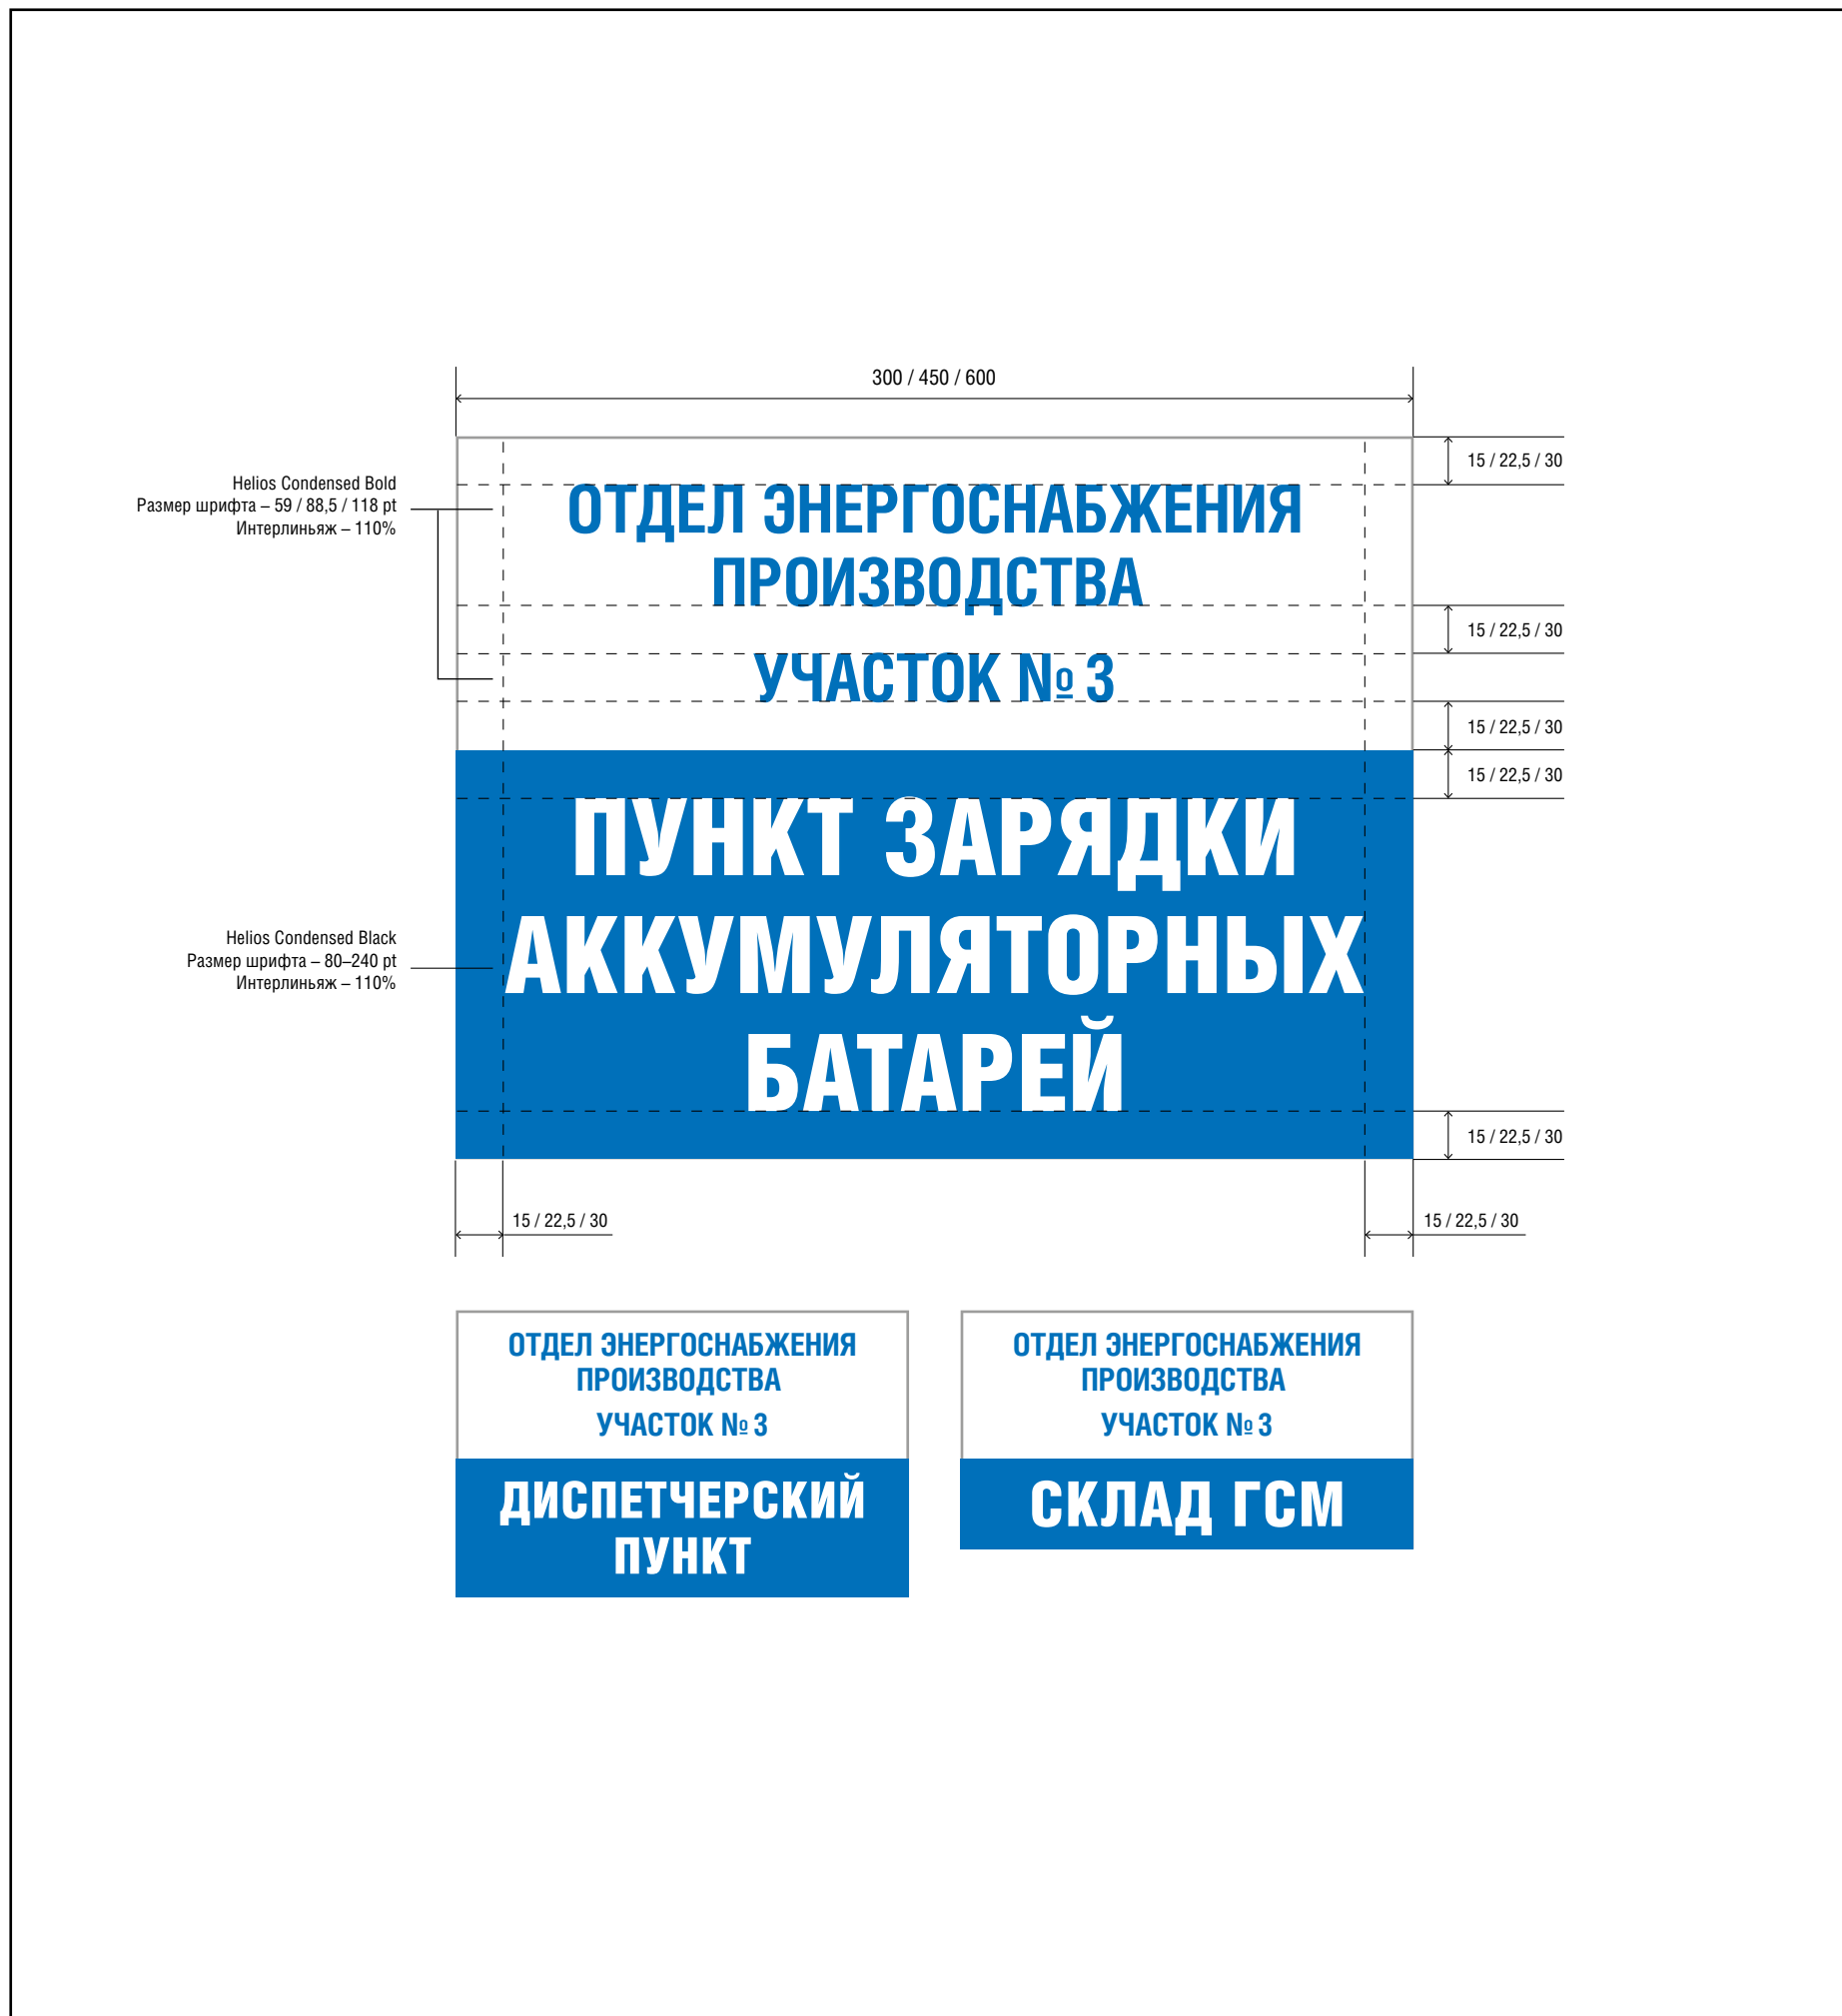 300 / 450 / 600
15 / 22,5 / 30
Helios Condensed Bold
Размер шрифта – 59 / 88,5 / 118 pt
Интерлиньяж – 110%
ОТДЕЛ ЭНЕРГОСНАБЖЕНИЯ
ПРОИЗВОДСТВА
15 / 22,5 / 30
УЧАСТОК № 3
15 / 22,5 / 30
15 / 22,5 / 30
ПУНКТ ЗАРЯДКИ
АККУМУЛЯТОРНЫХ
БАТАРЕЙ
Helios Condensed Black
Размер шрифта – 80–240 pt
Интерлиньяж – 110%
15 / 22,5 / 30
15 / 22,5 / 30
15 / 22,5 / 30
ОТДЕЛ ЭНЕРГОСНАБЖЕНИЯ
ПРОИЗВОДСТВА
УЧАСТОК № 3
ДИСПЕТЧЕРСКИЙ
ПУНКТ
ОТДЕЛ ЭНЕРГОСНАБЖЕНИЯ
ПРОИЗВОДСТВА
УЧАСТОК № 3
СКЛАД ГСМ